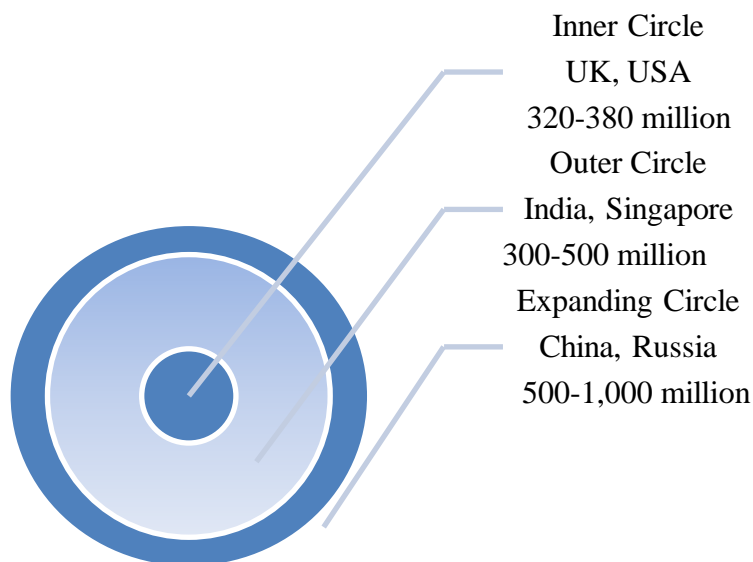 Inner Circle
UK, USA
320-380 million
Outer Circle
India, Singapore
300-500 million
Expanding Circle
China, Russia
500-1,000 million